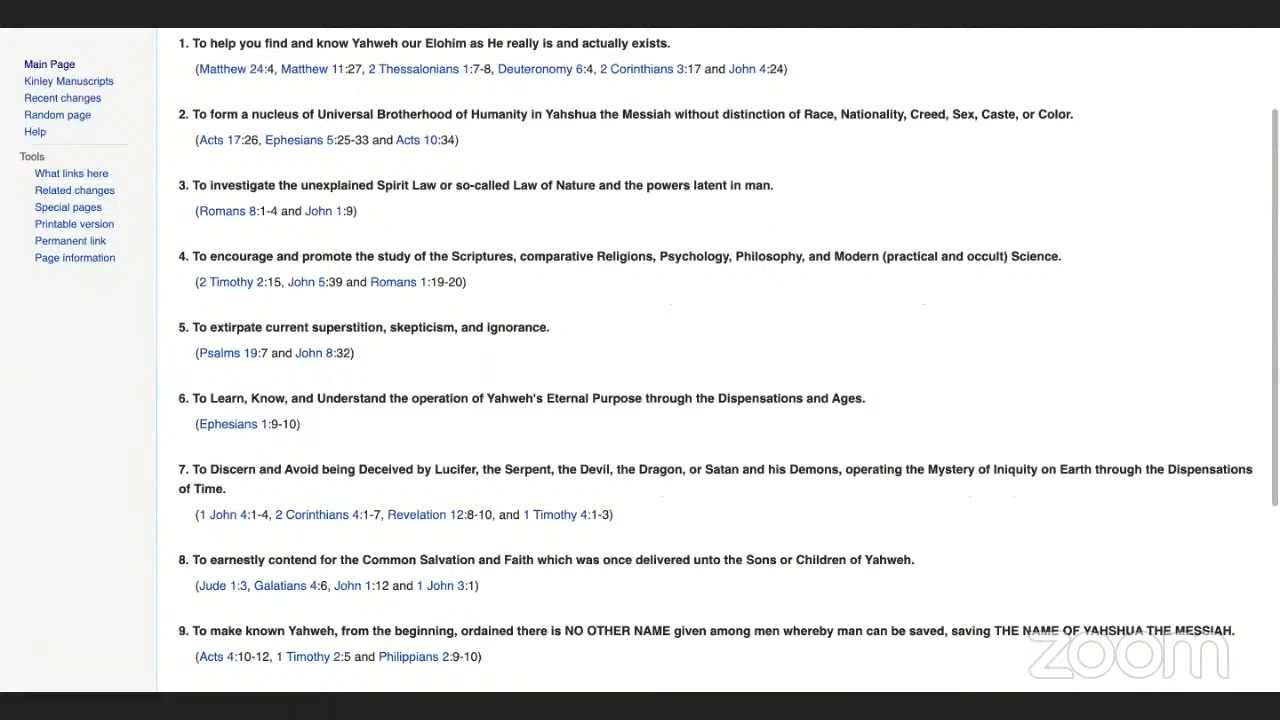 Main Page
Kinley Manuscripts
Recent changes
Random page
Help
Tools
What links here
Related changes
Special pages
Printable version
Permanent link
Page information
1. To help you find and know Yahweh our Elohim as He really is and actually exists.
(Matthew 24:4, Matthew 11:27, 2 Thessalonians 1:7-8, Deuteronomy 6:4, 2 Corinthians 3:17 and John 4:24)
2. To form a nucleus of Universal Brotherhood of Humanity in Yahshua the Messiah without distinction of Race, Nationality, Creed, Sex, Caste, or Color.
(Acts 17:26, Ephesians 5:25-33 and Acts 10:34)
3. To investigate the unexplained Spirit Law or so-called Law of Nature and the powers latent in man.
(Romans 8:1-4 and John 1:9)
4. To encourage and promote the study of the Scriptures, comparative Religions, Psychology, Philosophy, and Modern (practical and occult) Science.
(2 Timothy 2:15, John 5:39 and Romans 1:19-20)
5. To extirpate current superstition, skepticism, and ignorance.
(Psalms 19:7 and John 8:32)
6. To Learn, Know, and Understand the operation of Yahweh's Eternal Purpose through the Dispensations and Ages.
(Ephesians 1:9-10)
7. To Discern and Avoid being Deceived by Lucifer, the Serpent, the Devil, the Dragon, or Satan and his Demons, operating the Mystery of Iniquity on Earth through the Dispensations
of Time.
(1 John 4:1-4, 2 Corinthians 4:1-7, Revelation 12:8-10, and 1 Timothy 4:1-3)
8. To earnestly contend for the Common Salvation and Faith which was once delivered unto the Sons or Children of Yahweh.
(Jude 1:3, Galatians 4:6, John 1:12 and 1 John 3:1)
9. To make known Yahweh, from the beginning, ordained there is NO OTHER NAME given among men whereby man can be saved, saving THE NAME OF YAHSHUA THE MESSIAH.
(Acts 4:10-12, 1 Timothy 2:5 and Philippians 2:9-10)
zoom